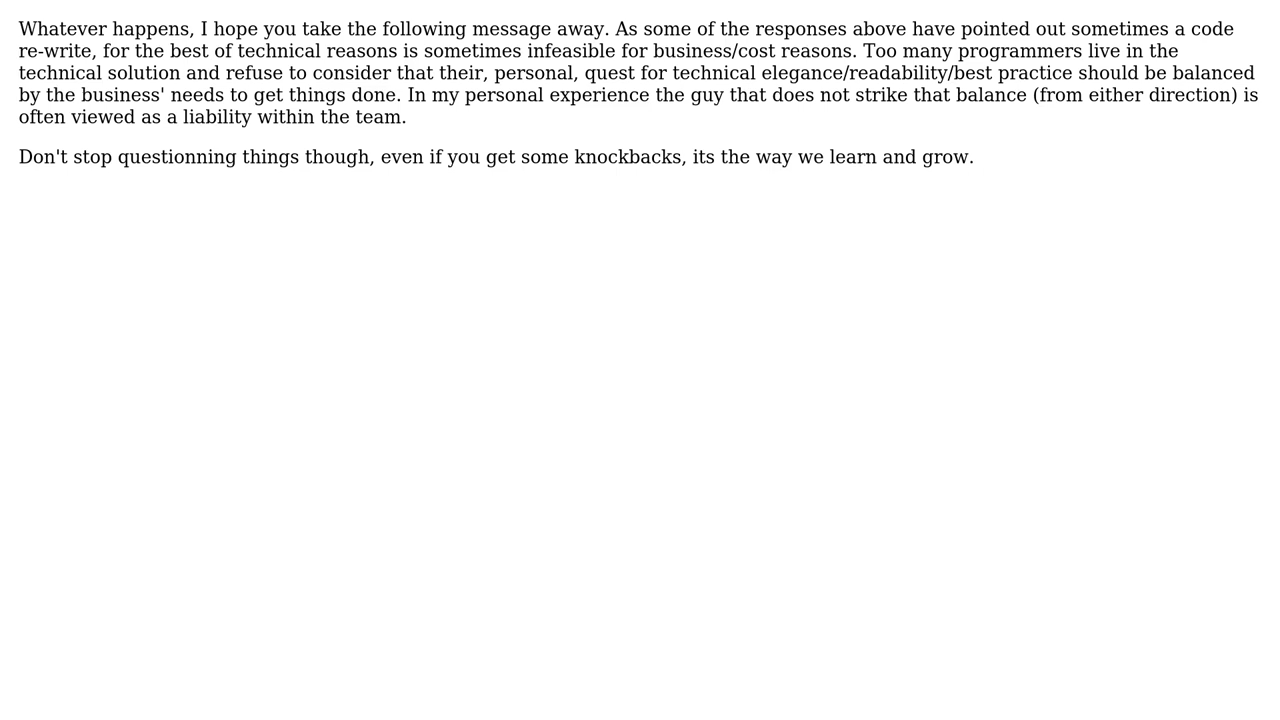 Whatever happens, I hope you take the following message away. As some of the responses above have pointed out sometimes a code
re-write, for the best of technical reasons is sometimes infeasible for business/cost reasons. Too many programmers live in the
technical solution and refuse to consider that their, personal, quest for technical elegance/readability/best practice should be balanced
by the business' needs to get things done. In my personal experience the guy that does not strike that balance (from either direction) is
often viewed as a liability within the team.
Don't stop questionning things though, even if you get some knockbacks, its the way we learn and grow.